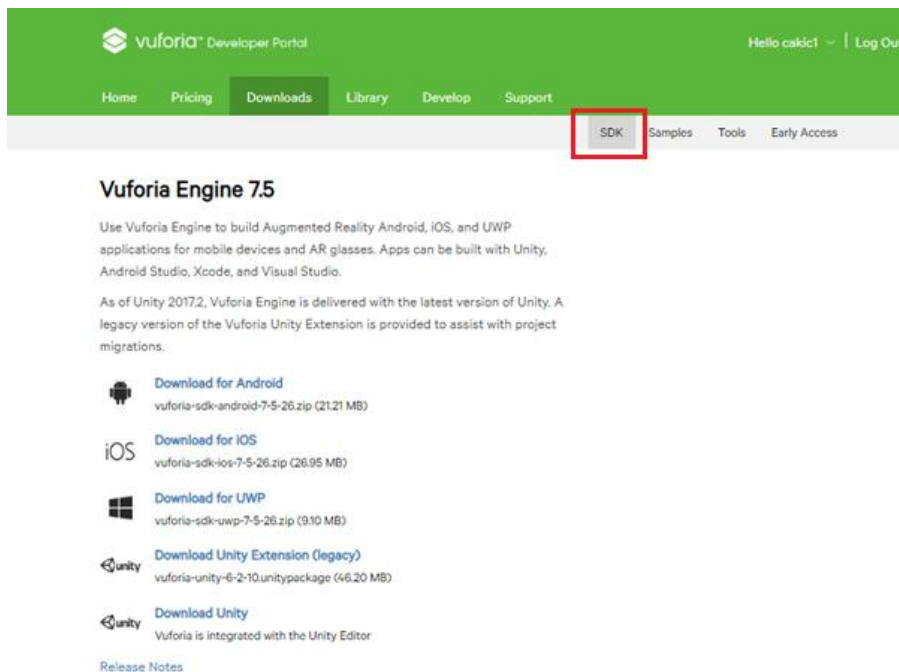 vuforia™ Developer Portal
Hello cakic1 | Log Ou
Home Pricing Downloads Library Develop Support
SDK Samples Tools Early Access
Vuforia Engine 7.5
Use Vuforia Engine to build Augmented Reality Android, iOS, and UWP
applications for mobile devices and AR glasses. Apps can be built with Unity,
Android Studio, Xcode, and Visual Studio.
As of Unity 2017.2, Vuforia Engine is delivered with the latest version of Unity. A
legacy version of the Vuforia Unity Extension is provided to assist with project
migrations.
Download for Android
vuforia-sdk-android-7-5-26.zip (21.21 MB)
iOS
Download for iOS
vuforia-sdk-ios-7-5-26.zip (26.95 MB)
Download for UWP
vuforia-sdk-uwp-7-5-26.zip (9.10 MB)
unity
Download Unity Extension (legacy)
vuforia-unity-6-2-10.unitypackage (46.20 MB)
unity
Download Unity
Vuforia is integrated with the Unity Editor
Release Notes